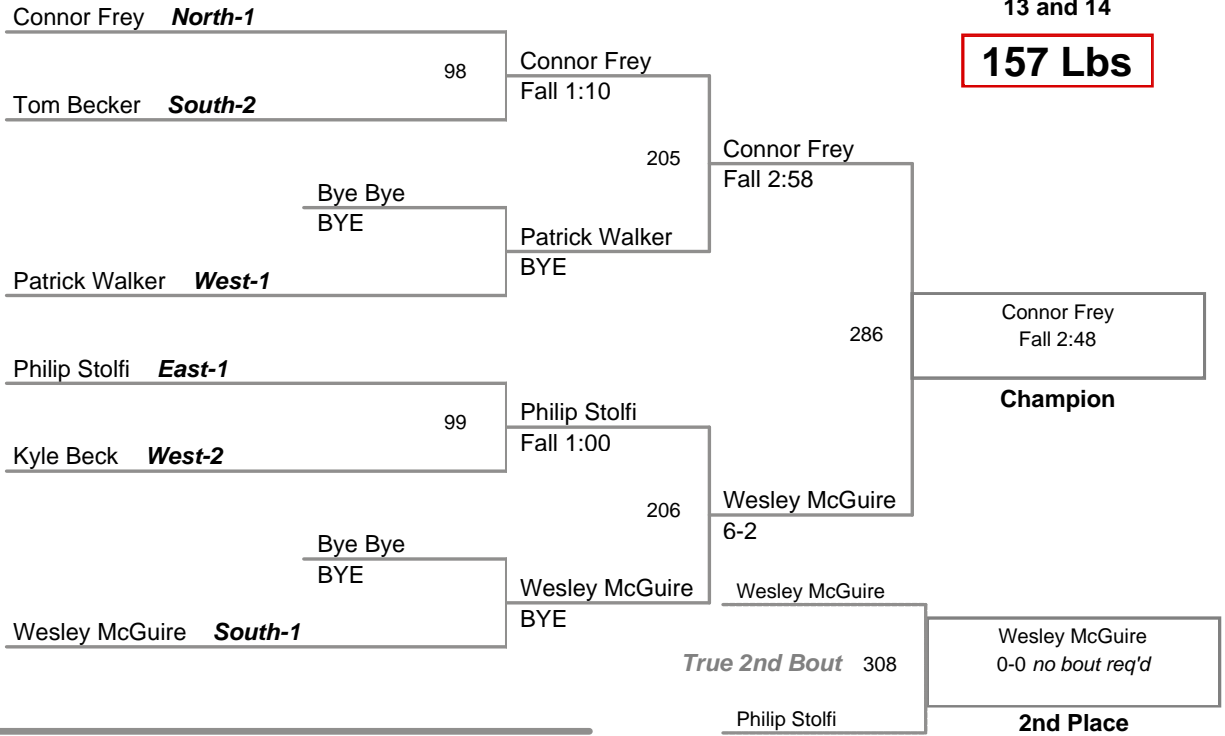 13 and 14
157 Lbs
Connor Frey North-1
98
Tom Becker South-2
Connor Frey
Fall 1:10
205
Bye Bye
BYE
Patrick Walker
BYE
Patrick Walker West-1
Connor Frey
Fall 2:58
286
Philip Stolfi East-1
99
Kyle Beck West-2
Philip Stolfi
Fall 1:00
206
Bye Bye
BYE
Wesley McGuire
BYE
Wesley McGuire South-1
Wesley McGuire
6-2
Connor Frey
Fall 2:48
Champion
Wesley McGuire
True 2nd Bout 308
Philip Stolfi
Wesley McGuire
0-0 no bout req'd
2nd Place